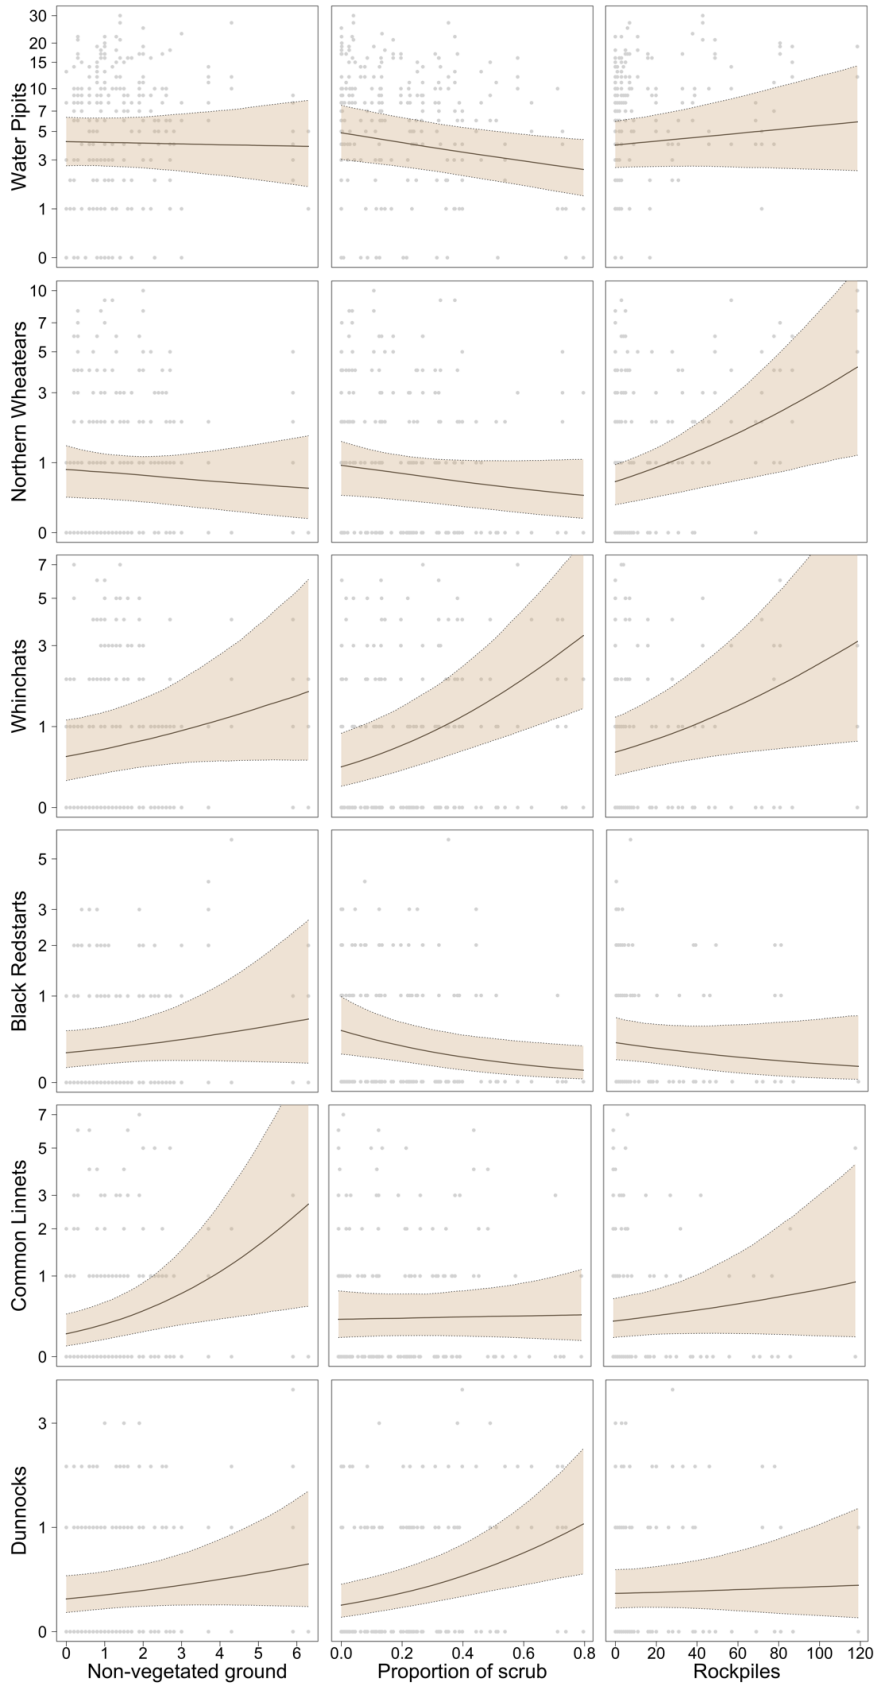 Water Pipits
30
20
15
10
7
5
3
1
0
Northern Wheatears
10
7
5
3
1
0
Whinchats
7
5
3
1
0
Black Redstarts
5
3
2
1
0
Common Linnets
7
5
3
2
1
0
Dunnocks
3
1
0
0 1 2 3 4 5 6
0.0 0.2 0.4 0.6 0.8
0 20 40 60 80 100 120
Non-vegetated ground
Proportion of scrub
Rockpiles